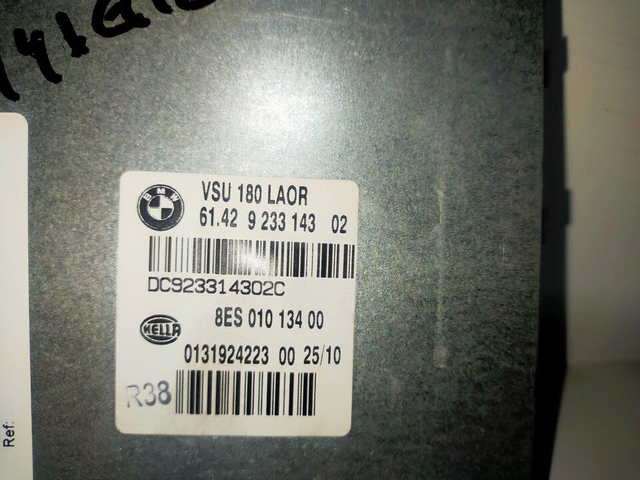 BMW
VSU 180 LAOR
61.42 9 233 143 02
DC923314302C
HELLA
8ES 010 134 00
0131924223 00 25/10
R38
Ref: